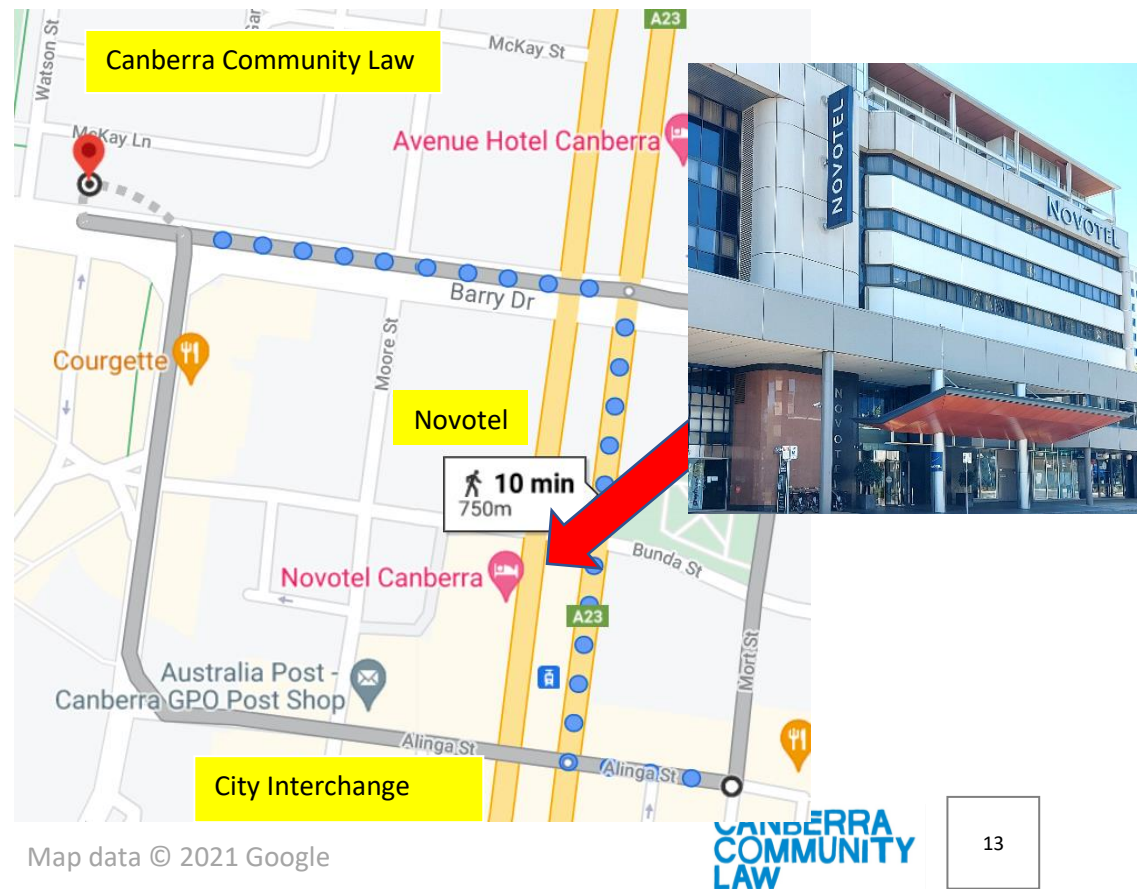 A23
McKay St
Watson St
Canberra Community Law
McKay Ln
Avenue Hotel Canberra
NOVOTEL
NOVOTEL
Barry Dr
Courgette
Moore St
NOVOTEL
Novotel
10 min
750m
Bunda St
Novotel Canberra
A23
Mort St
Australia Post -
Canberra GPO Post Shop
Alinga St
Alinga St
City Interchange
Map data © 2021 Google
CANBERRA
COMMUNITY
LAW
13